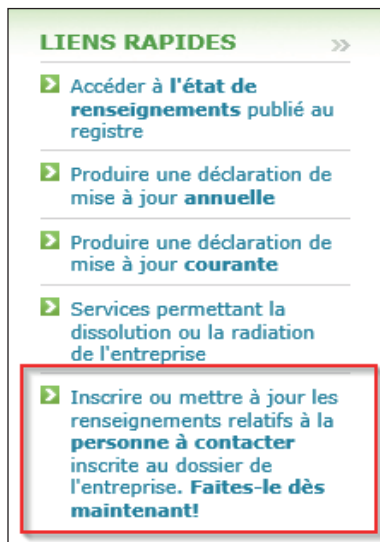 LIENS RAPIDES »
Accéder à l'état de
renseignements publié au
registre
Produire une déclaration de
mise à jour annuelle
Produire une déclaration de
mise à jour courante
Services permettant la
dissolution ou la radiation
de l'entreprise
Inscrire ou mettre à jour les
renseignements relatifs à la
personne à contacter
inscrite au dossier de
l'entreprise. Faites-le dès
maintenant!